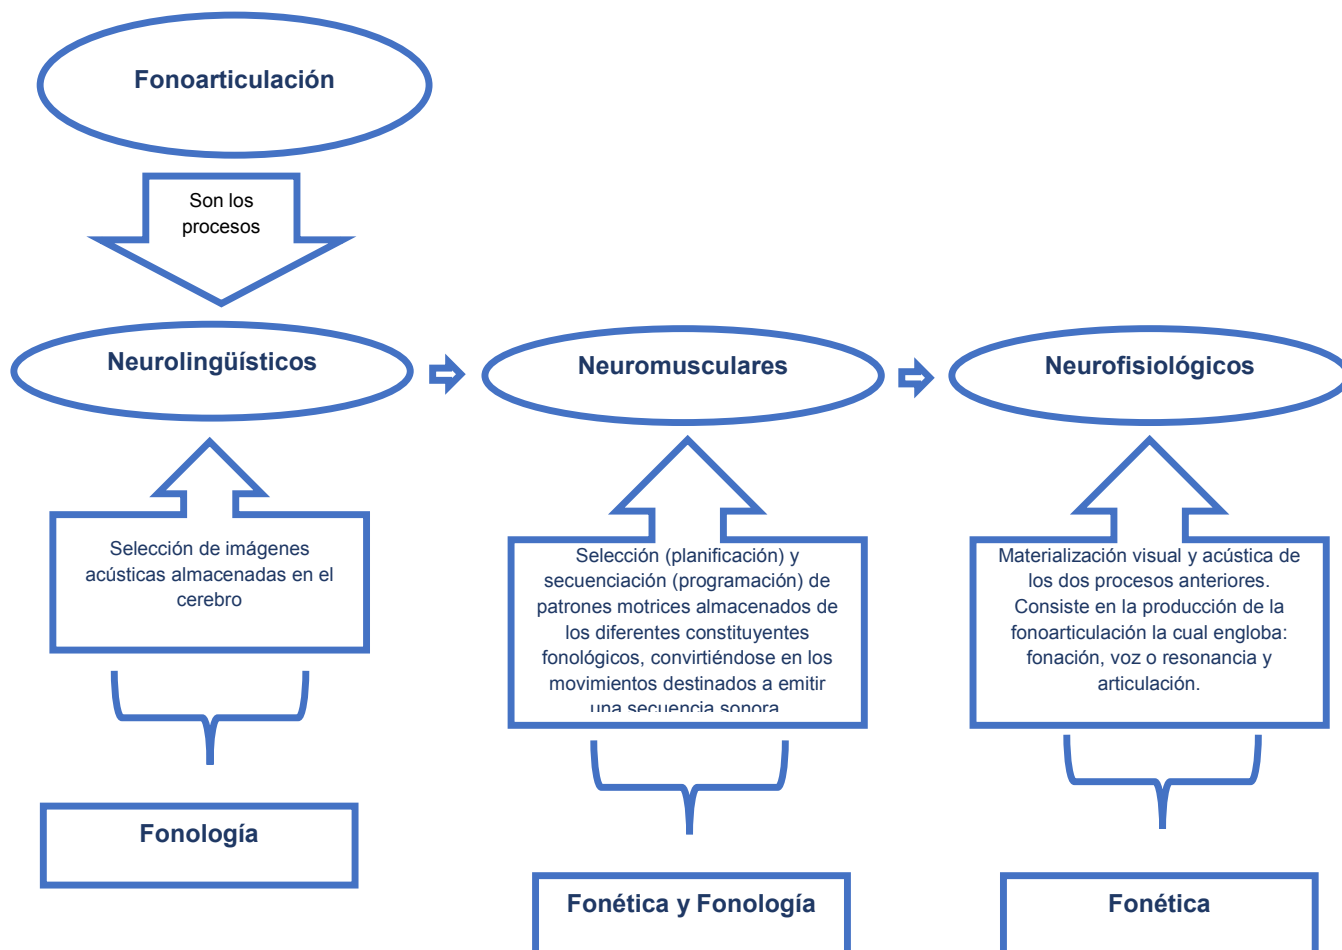 Fonoarticulación
Son los
procesos
Neurolingüísticos
Neuromusculares
Neurofisiológicos
Selección de imágenes
acústicas almacenadas en el
cerebro
Selección (planificación) y
secuenciación (programación) de
patrones motrices almacenados de
los diferentes constituyentes
fonológicos, convirtiéndose en los
movimientos destinados a emitir
una secuencia sonora
Materialización visual y acústica de
los dos procesos anteriores.
Consiste en la producción de la
fonoarticulación la cual engloba:
fonación, voz o resonancia y
articulación.
Fonología
Fonética y Fonología
Fonética